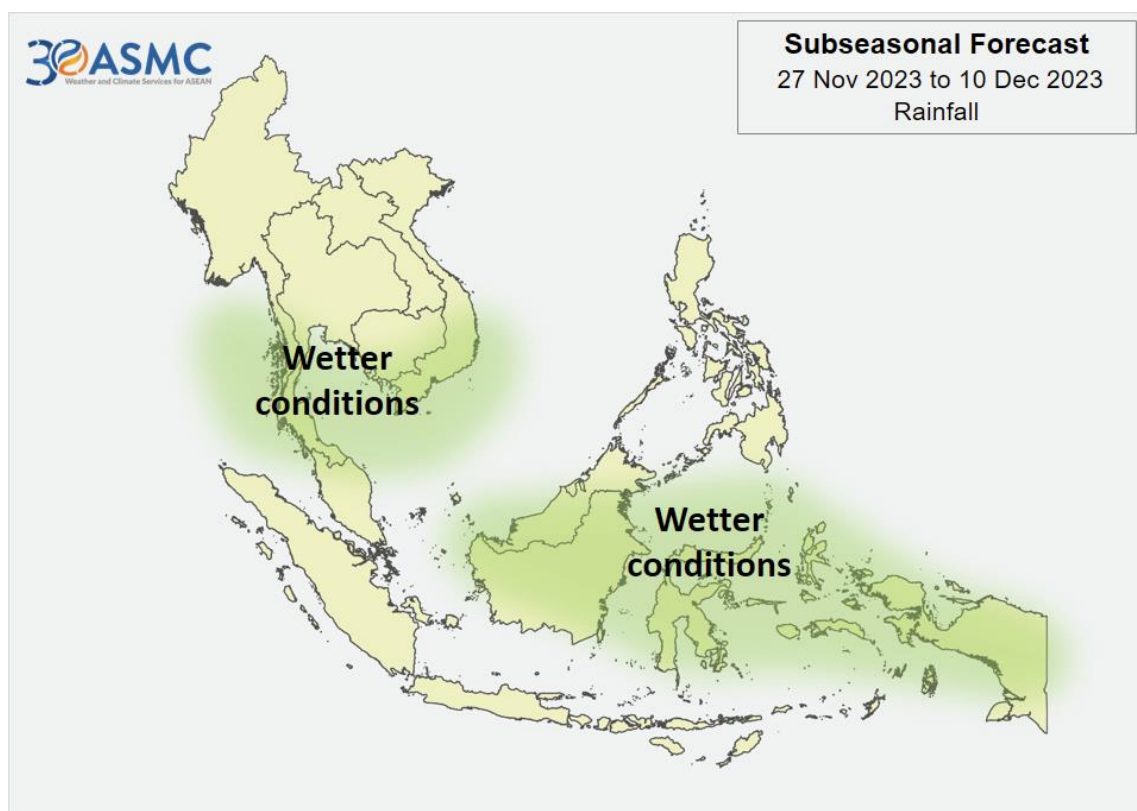 30 ASMC
Weather and Climate Services for ASEAN
Subseasonal Forecast
27 Nov 2023 to 10 Dec 2023
Rainfall
Wetter
conditions
Wetter
conditions